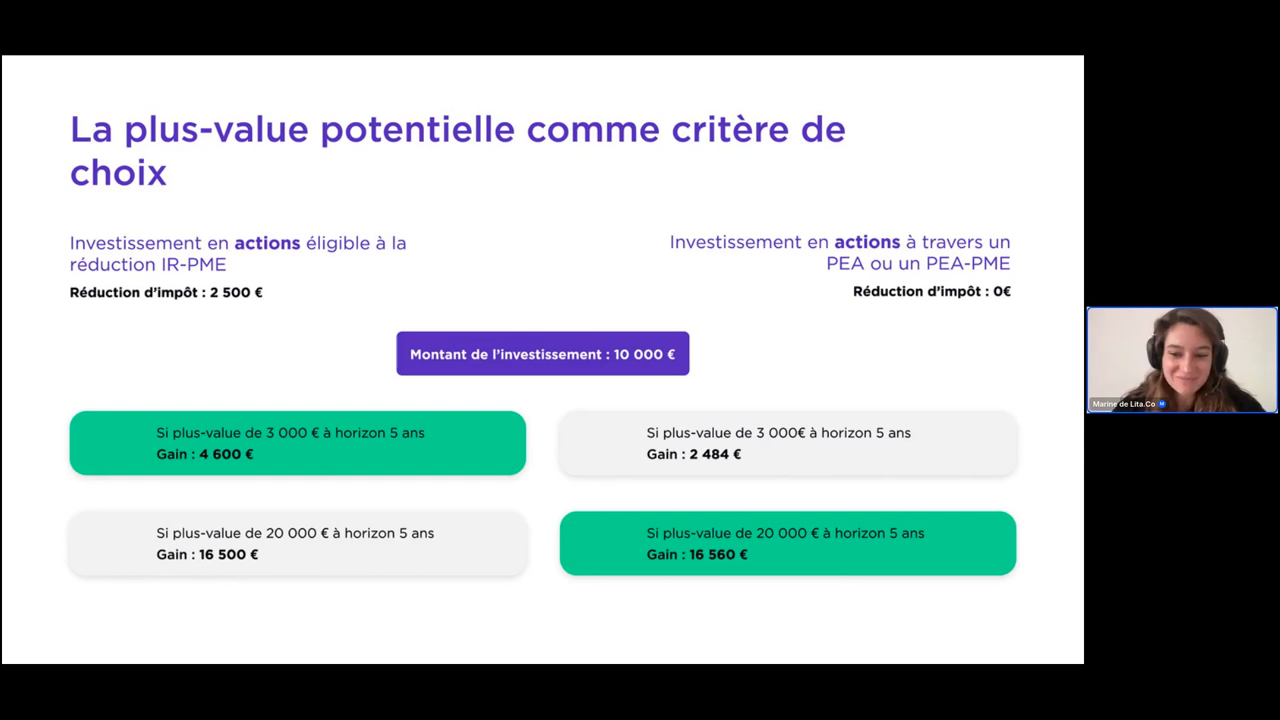 La plus-value potentielle comme critère de
choix
Investissement en actions éligible à la
réduction IR-PME
Réduction d'impôt : 2 500 €
Investissement en actions à travers un
PEA ou un PEA-PME
Réduction d'impôt : 0€
Montant de l'investissement : 10 000 €
Si plus-value de 3 000 € à horizon 5 ans
Gain : 4 600 €
Si plus-value de 3 000€ à horizon 5 ans
Gain : 2 484 €
Si plus-value de 20 000 € à horizon 5 ans
Gain : 16 500 €
Si plus-value de 20 000 € à horizon 5 ans
Gain : 16 560 €
Marine de Lita.Co